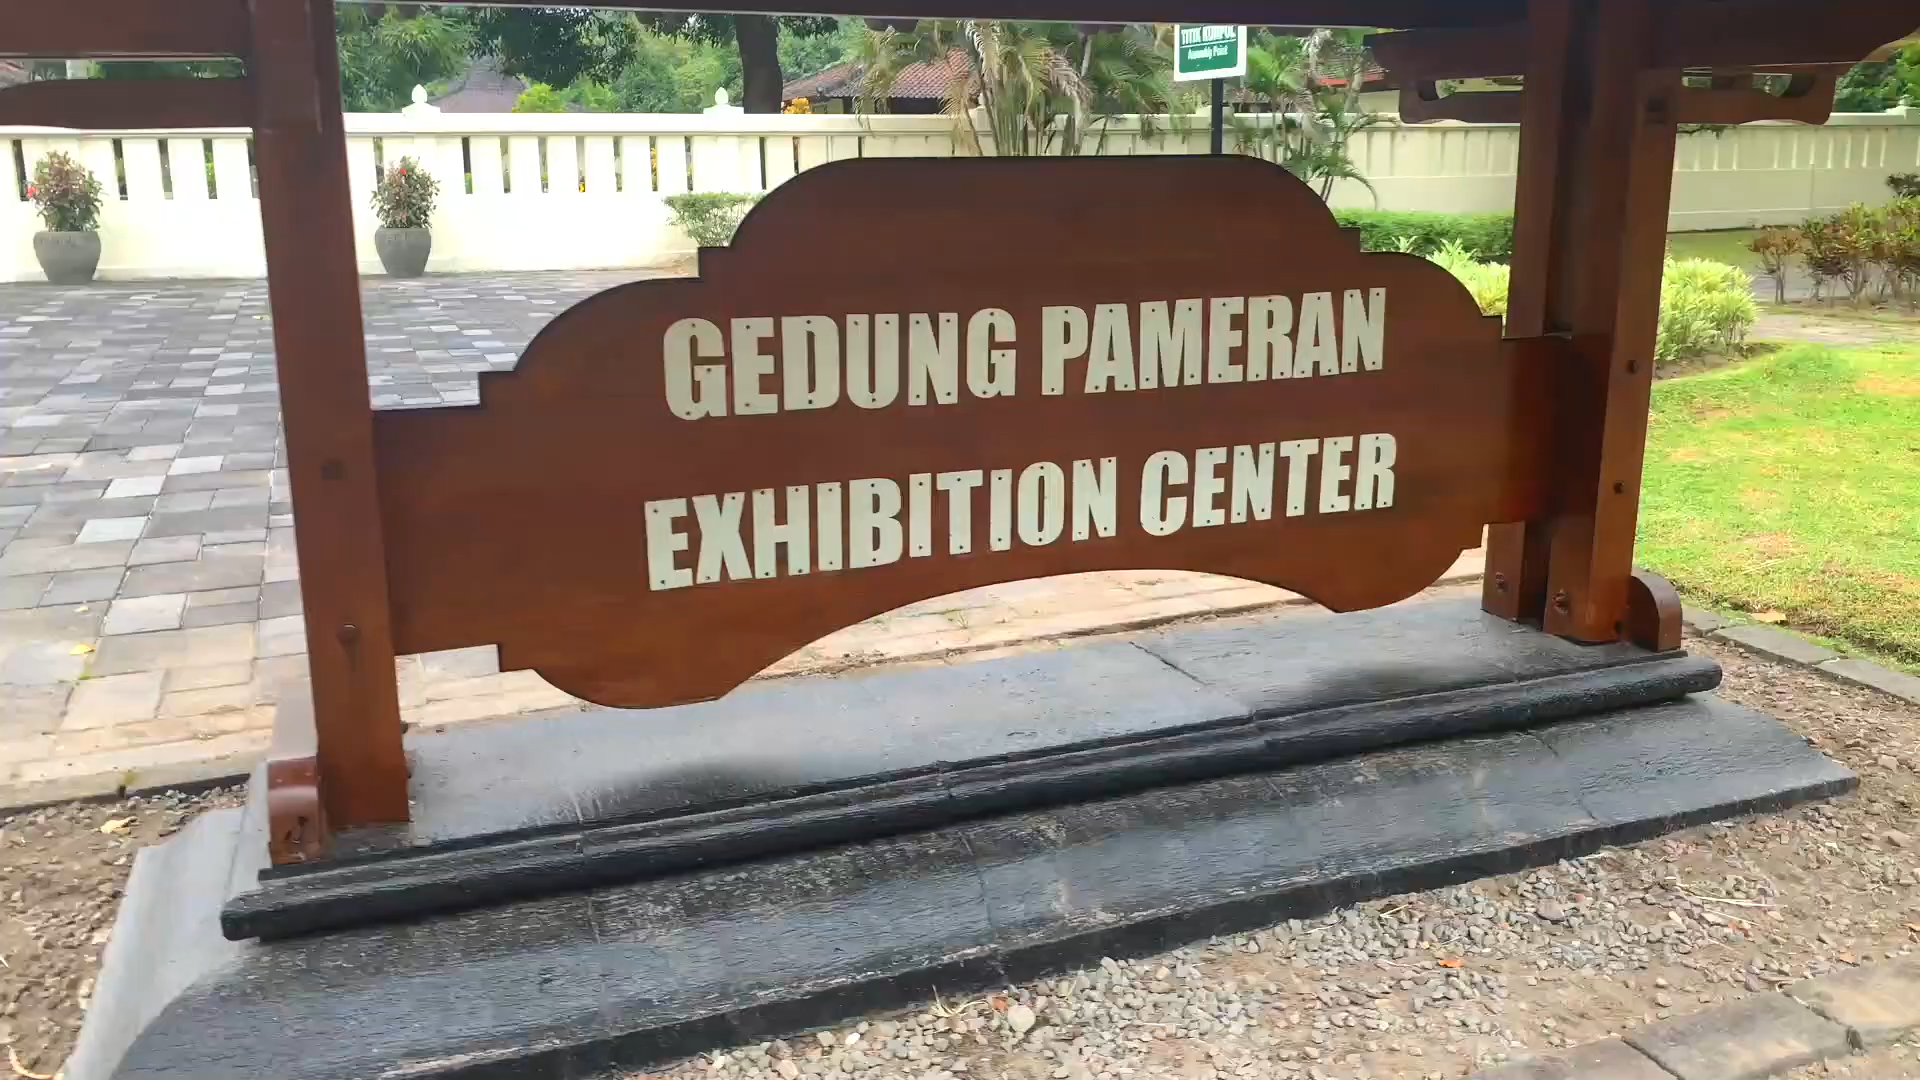 TITIK KUMPUL
Assembly Point
GEDUNG PAMERAN
EXHIBITION CENTER